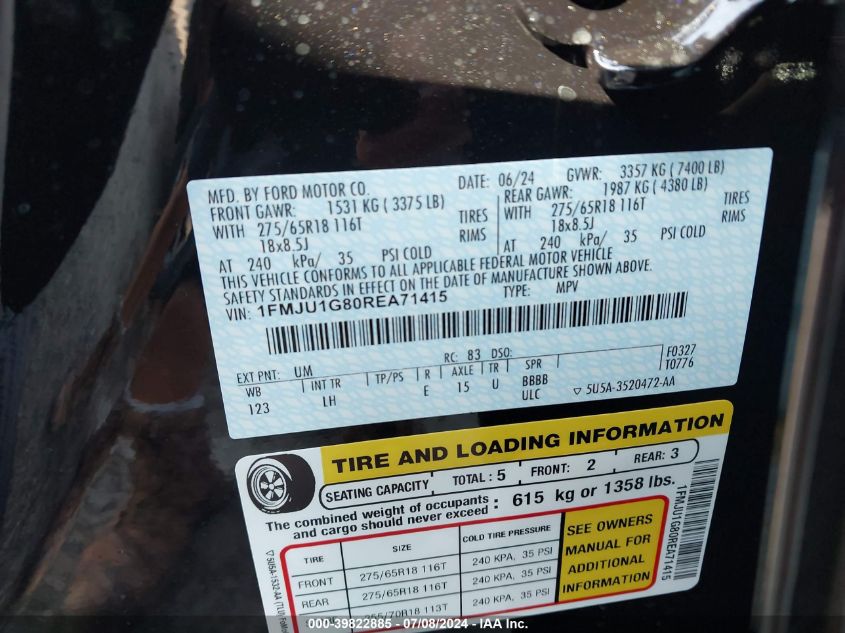 MFD. BY FORD MOTOR CO.
DATE: 06/24 GVWR: 3357 KG ( 7400 LB)
FRONT GAWR: 1531 KG ( 3375 LB)
REAR GAWR: 1987 KG ( 4380 LB)
WITH 275/65R18 116T TIRES
WITH 275/65R18 116T TIRES
18x8.5J RIMS
18x8.5J RIMS
AT 240 kPa/ 35 PSI COLD
AT 240 kPa/ 35 PSI COLD
THIS VEHICLE CONFORMS TO ALL APPLICABLE FEDERAL MOTOR VEHICLE
SAFETY STANDARDS IN EFFECT ON THE DATE OF MANUFACTURE SHOWN ABOVE.
VIN: 1FMJU1G80REA71415 TYPE: MPV
EXT PNT: UM RC: 83 DSO: F0327
WB INT TR TP/PS R AXLE TR SPR T0776
123 LH E 15 U BBBB
ULC ▽ 5U5A-3520472-AA
TIRE AND LOADING INFORMATION
SEATING CAPACITY TOTAL : 5 FRONT: 2 REAR: 3
The combined weight of occupants and cargo should never exceed : 615 kg or 1358 lbs.
TIRE SIZE COLD TIRE PRESSURE
FRONT 275/65R18 116T 240 KPA, 35 PSI
REAR 275/65R18 116T 240 KPA, 35 PSI
70R18 113T 240 KPA, 35 PSI
SEE OWNERS
MANUAL FOR
ADDITIONAL
INFORMATION
1FMJU1G80REA71415
▽ 5U5A-1532-AA
000-39822885 - 07/08/2024 - IAA Inc.